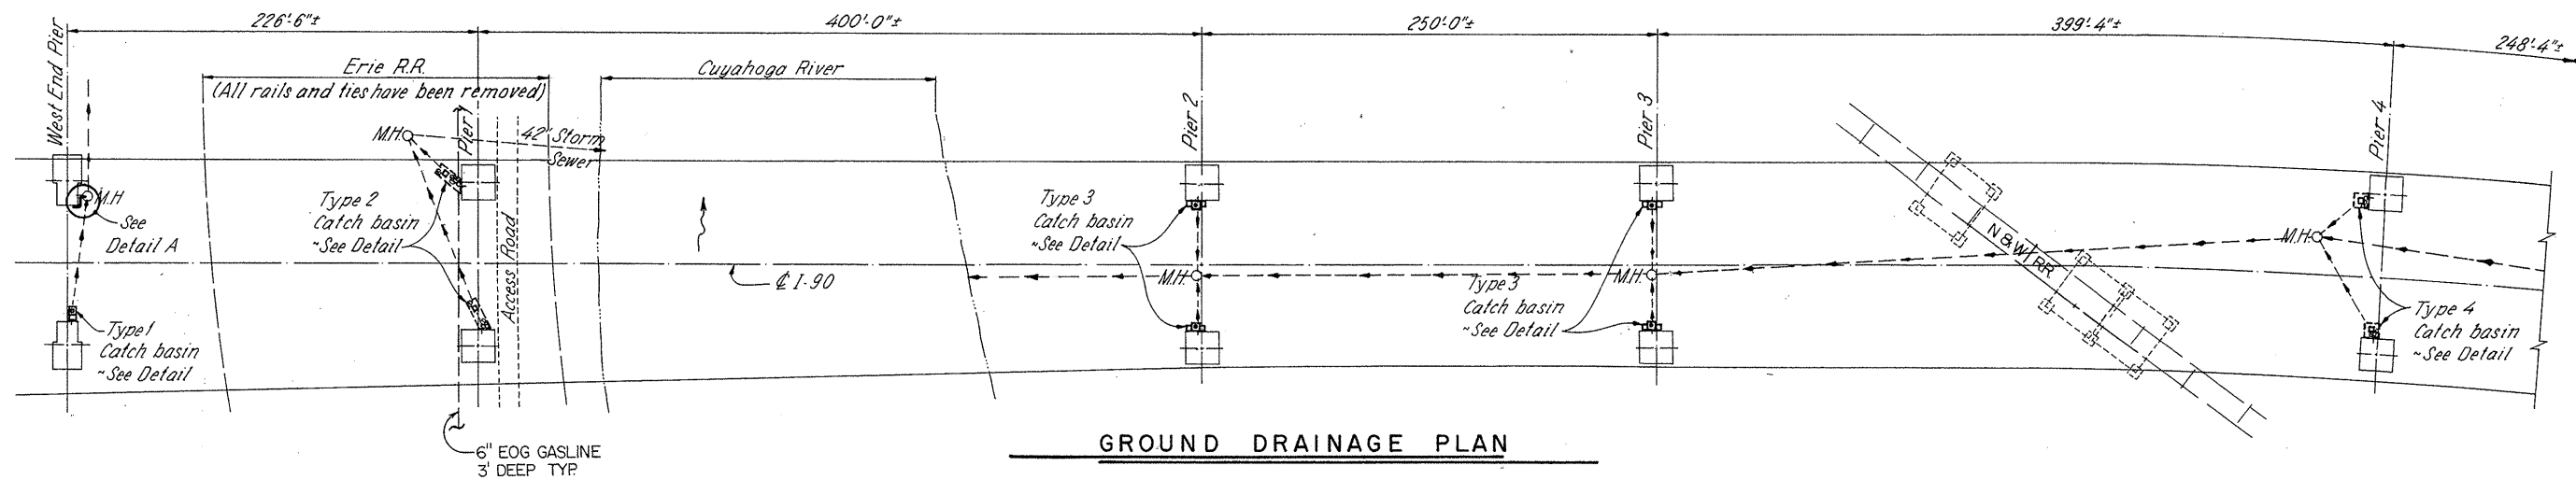 226'-6"±
400'-0"±
250'-0"±
399'-4"±
248'-4"±
West End Pier
Erie R.R.
(All rails and ties have been removed)
Cuyahoga River
Pier 1
Pier 2
Pier 3
Pier 4
M.H.
42" Storm
Sewer
M.H.
See
Detail A
Type 2
Catch basin
~See Detail
Access Road
Type 3
Catch basin
~See Detail
N & W RR
M.H.
M.H.
M.H.
℄ I-90
Type 3
Catch basin
~See Detail
Type 1
Catch basin
~See Detail
Type 4
Catch basin
~See Detail
6" EOG GASLINE
3' DEEP TYP.
GROUND DRAINAGE PLAN